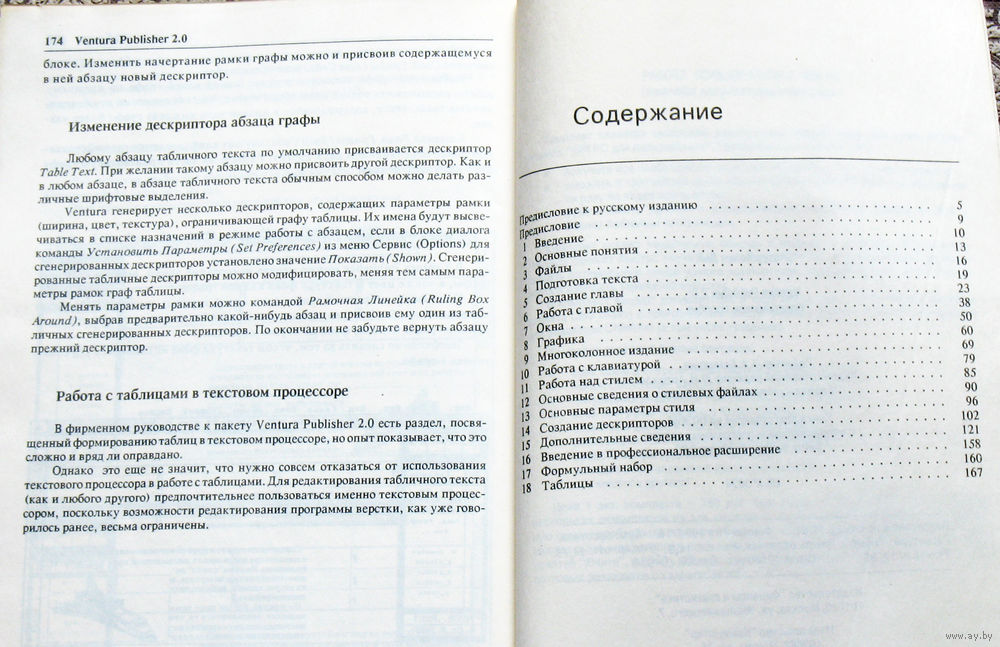 174 Ventura Publisher 2.0
блоке. Изменить начертание рамки графы можно и присвоив содержащемуся
в ней абзацу новый дескриптор.
Изменение дескриптора абзаца графы
Любому абзацу табличного текста по умолчанию присваивается дескриптор
Table Text. При желании такому абзацу можно присвоить другой дескриптор. Как и
в любом абзаце, в абзаце табличного текста обычным способом можно делать раз-
личные шрифтовые выделения.
Ventura генерирует несколько дескрипторов, содержащих параметры рамки
(ширина, цвет, текстура), ограничивающей графу таблицы. Их имена будут высве-
чиваться в списке назначений в режиме работы с абзацем, если в блоке диалога
команды Установить Параметры (Set Preferences) из меню Сервис (Options) для
сгенерированных дескрипторов установлено значение Показать (Shown). Сгенери-
рованные табличные дескрипторы можно модифицировать, меняя тем самым пара-
метры рамок граф таблицы.
Менять параметры рамки можно командой Рамочная Линейка (Ruling Box
Around), выбрав предварительно какой-нибудь абзац и присвоив ему один из таб-
личных сгенерированных дескрипторов. По окончании не забудьте вернуть абзацу
прежний дескриптор.
Работа с таблицами в текстовом процессоре
В фирменном руководстве к пакету Ventura Publisher 2.0 есть раздел, посвя-
щенный формированию таблиц в текстовом процессоре, но опыт показывает, что это
сложно и вряд ли оправдано.
Однако это еще не значит, что нужно совсем отказаться от использования
текстового процессора в работе с таблицами. Для редактирования табличного текста
(как и любого другого) предпочтительнее пользоваться именно текстовым процес-
сором, поскольку возможности редактирования программы верстки, как уже гово-
рилось ранее, весьма ограничены.
Содержание
Предисловие к русскому изданию 5
Предисловие 9
1 Введение 10
2 Основные понятия 13
3 Файлы 16
4 Подготовка текста 19
5 Создание главы 23
6 Работа с главой 38
7 Окна 50
8 Графика 60
9 Многоколонное издание 69
10 Работа с клавиатурой 79
11 Работа над стилем 85
12 Основные сведения о стилевых файлах 90
13 Основные параметры стиля 96
14 Создание дескрипторов 102
15 Дополнительные сведения 121
16 Введение в профессиональное расширение 158
17 Формульный набор 160
18 Таблицы 167
www.ay.by